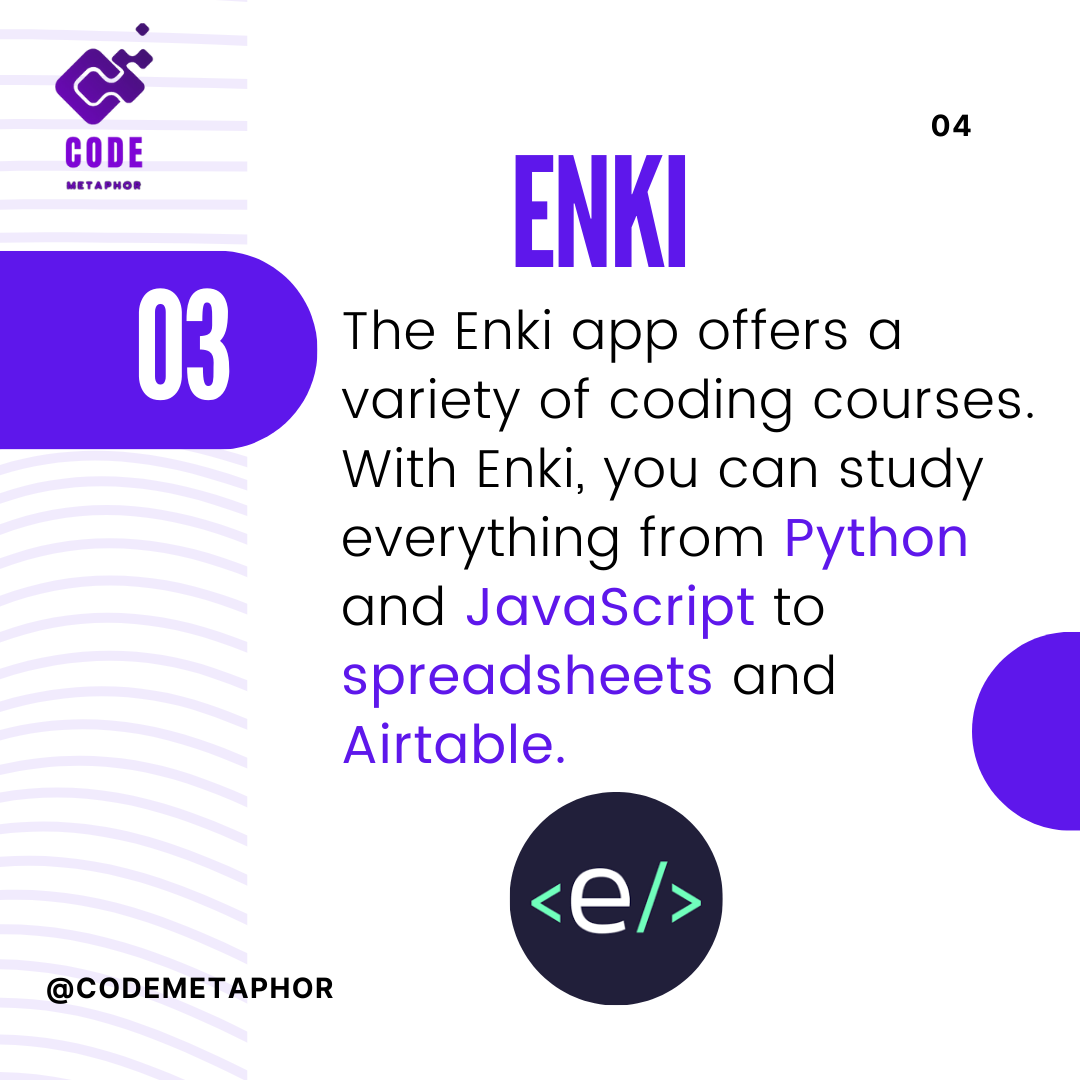 CODE
METAPHOR
04
ENKI
03
The Enki app offers a
variety of coding courses.
With Enki, you can study
everything from Python
and JavaScript to
spreadsheets and
Airtable.
<e/>
@CODEMETAPHOR